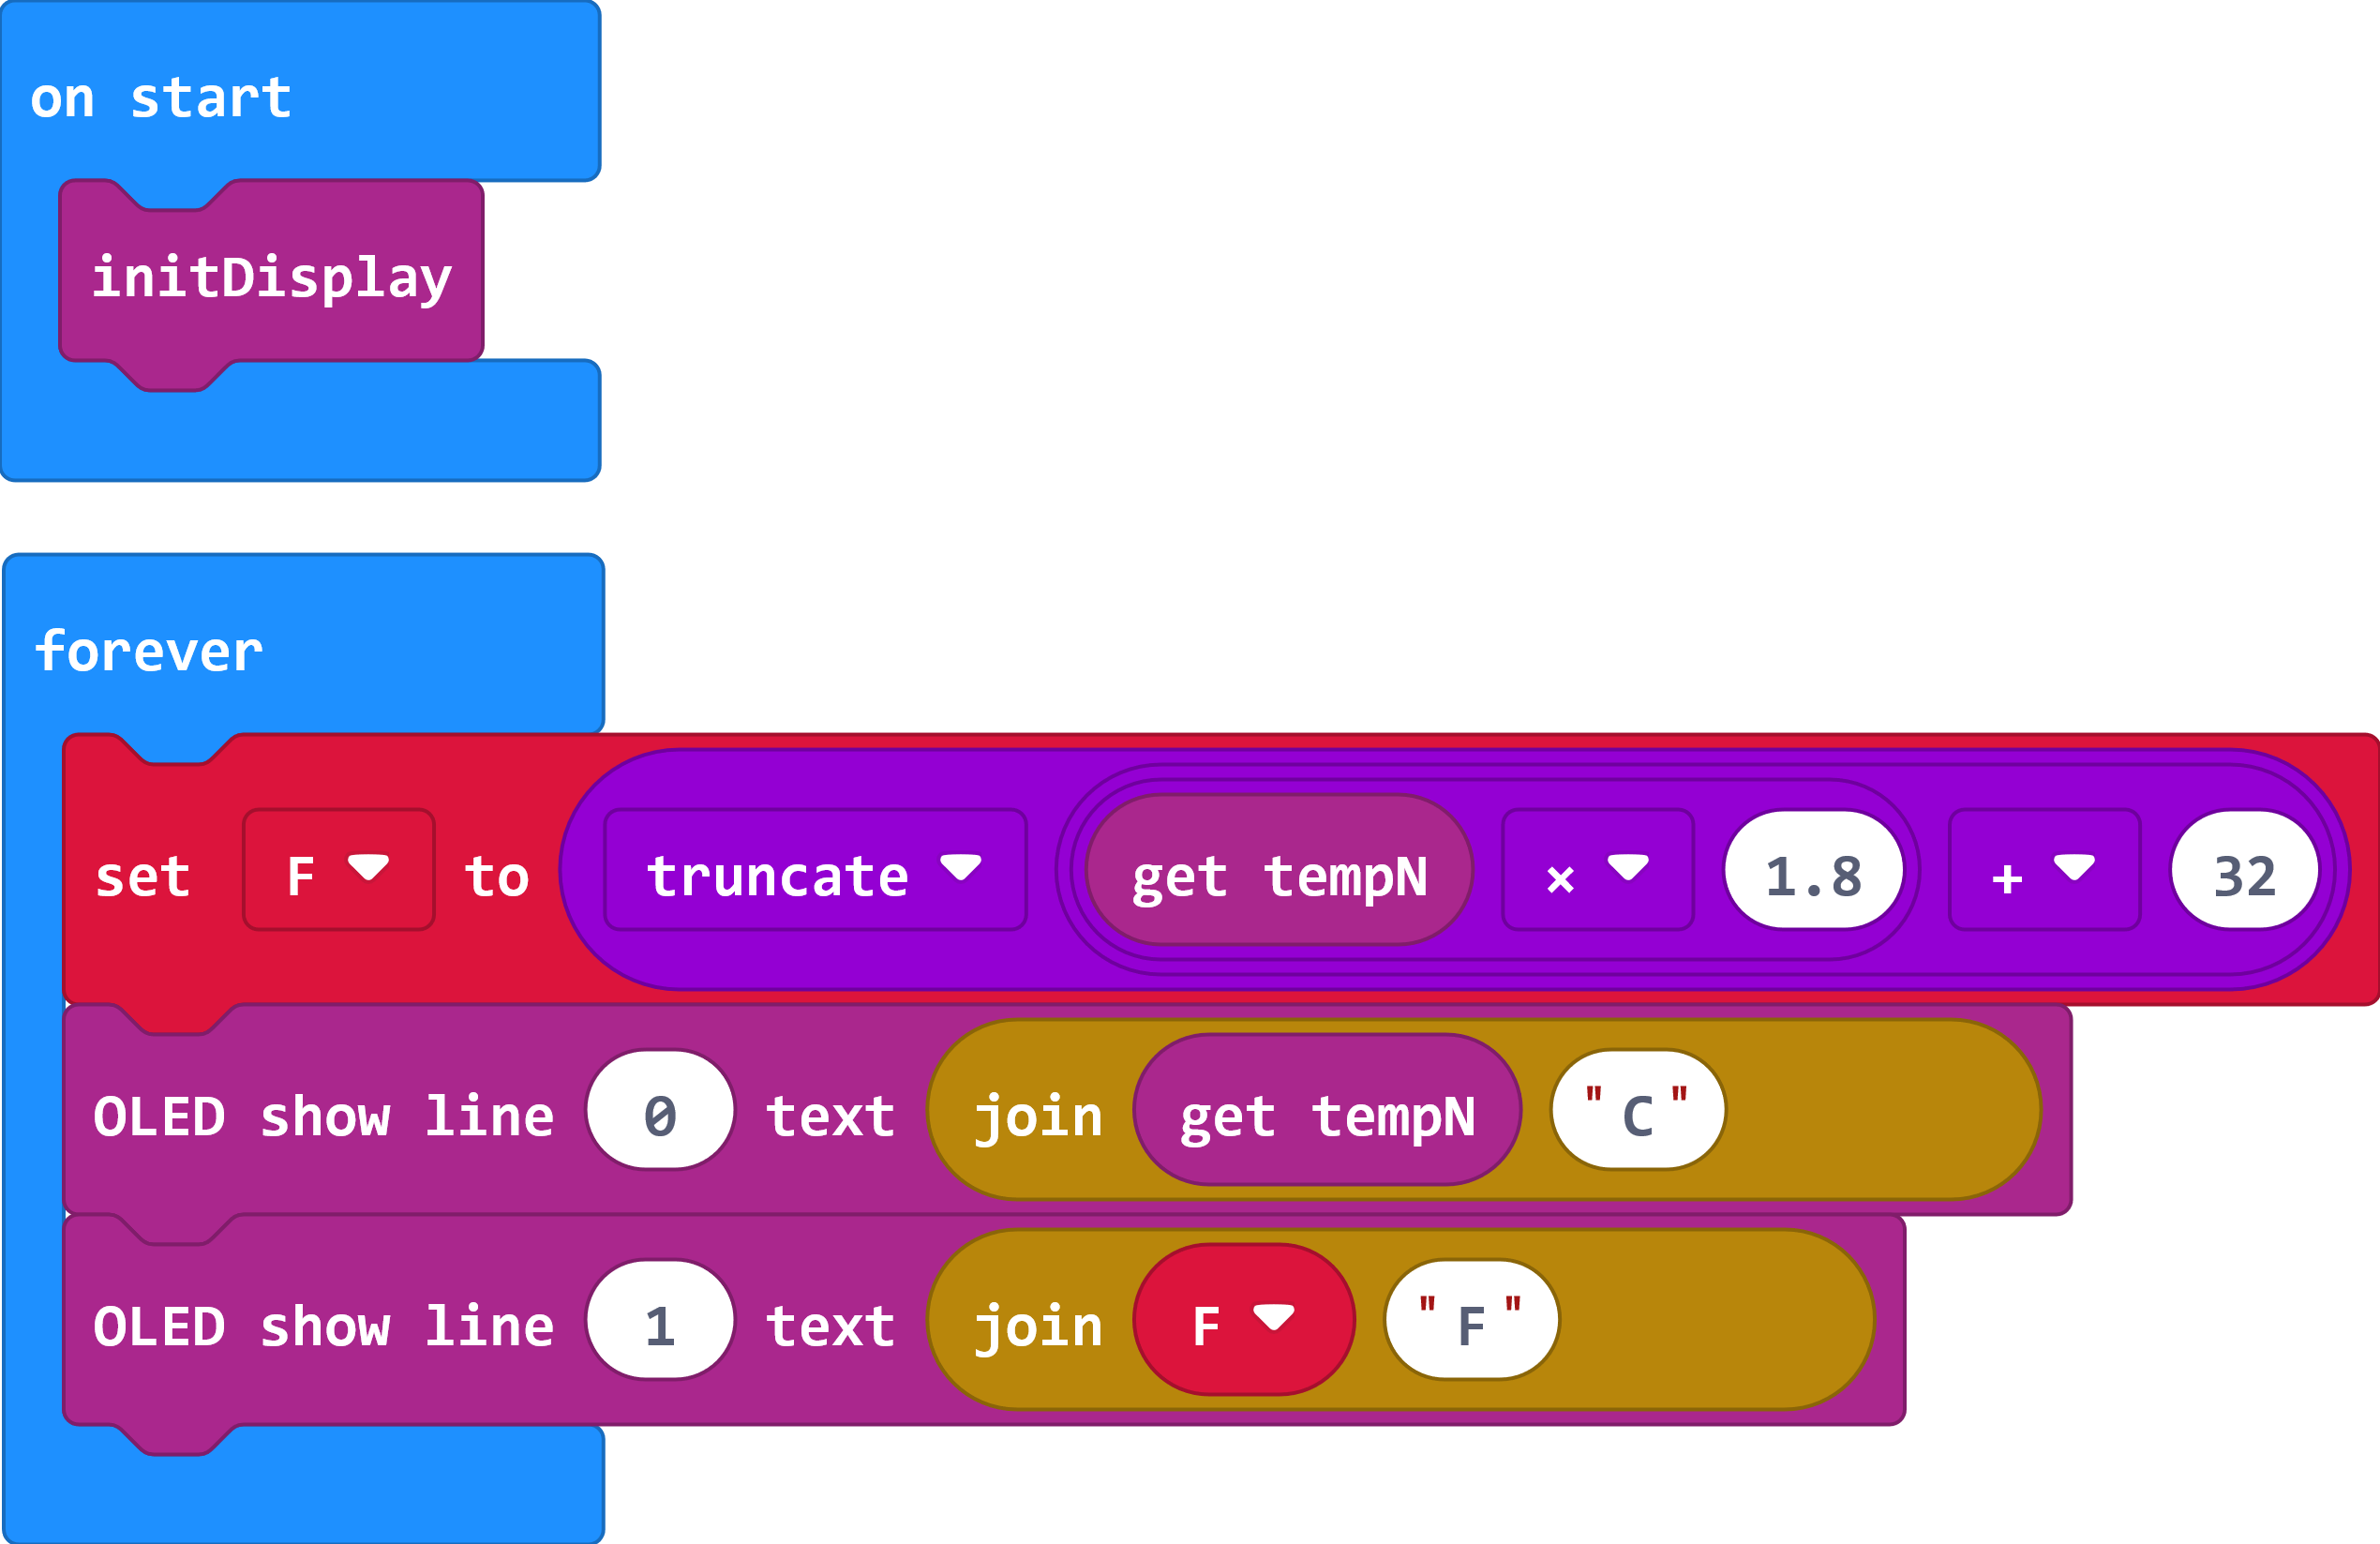 on start
initDisplay
forever
set F to truncate get tempN × 1.8 + 32
OLED show line 0 text join get tempN "C"
OLED show line 1 text join F "F"